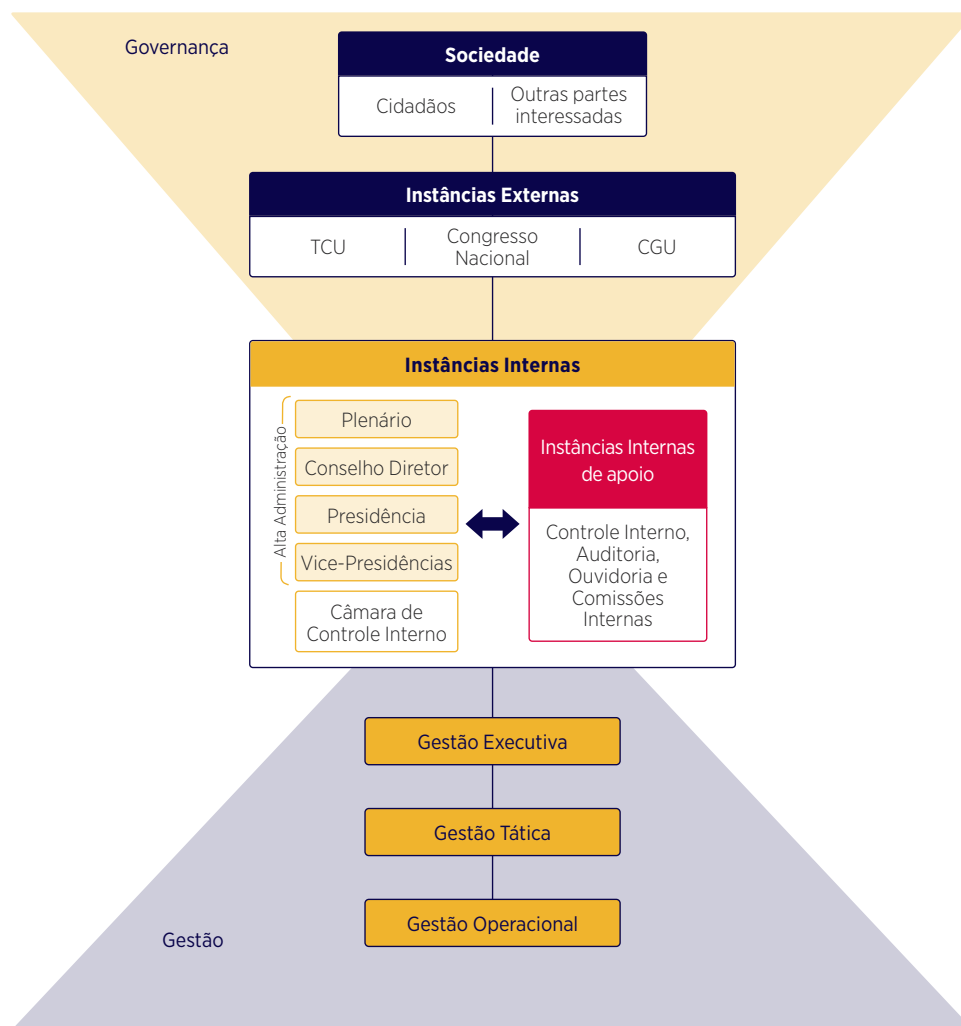 Governança
Sociedade
Cidadãos
Outras partes
interessadas
Instâncias Externas
TCU
Congresso
Nacional
CGU
Instâncias Internas
Alta Administração
Plenário
Conselho Diretor
Presidência
Vice-Presidências
Câmara de
Controle Interno
Instâncias Internas
de apoio
Controle Interno,
Auditoria,
Ouvidoria e
Comissões
Internas
Gestão Executiva
Gestão Tática
Gestão Operacional
Gestão